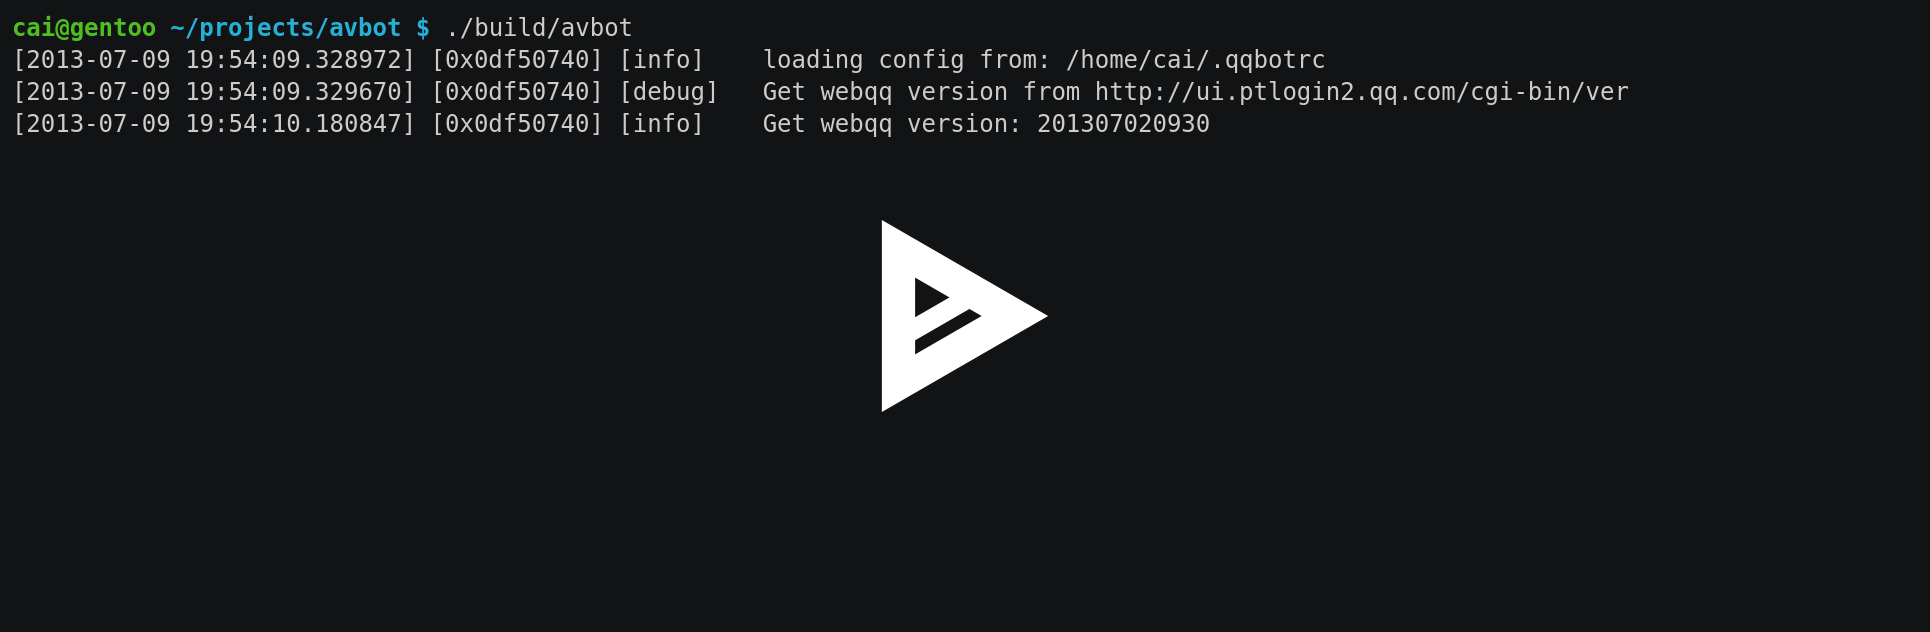 cai@gentoo ~/projects/avbot $ ./build/avbot
[2013-07-09 19:54:09.328972] [0x0df50740] [info]    loading config from: /home/cai/.qqbotrc
[2013-07-09 19:54:09.329670] [0x0df50740] [debug]   Get webqq version from http://ui.ptlogin2.qq.com/cgi-bin/ver
[2013-07-09 19:54:10.180847] [0x0df50740] [info]    Get webqq version: 201307020930